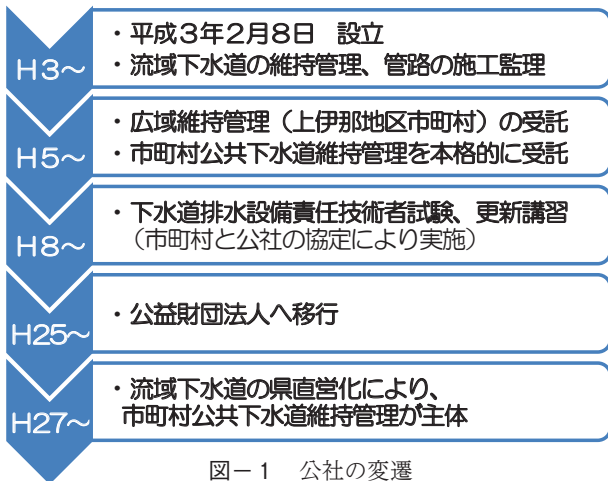 H3~
・平成3年2月8日 設立
・流域下水道の維持管理、管路の施工監理
H5~
・広域維持管理（上伊那地区市町村）の受託
・市町村公共下水道維持管理を本格的に受託
H8~
・下水道排水設備責任技術者試験、更新講習
（市町村と公社の協定により実施）
H25~
・公益財団法人へ移行
H27~
・流域下水道の県直営化により、
市町村公共下水道維持管理が主体
図－1 公社の変遷